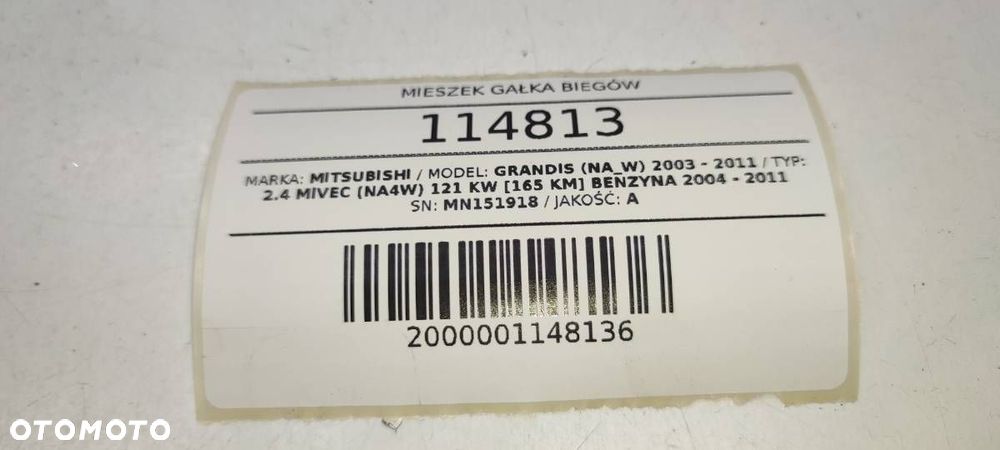 MIESZEK GAŁKA BIEGÓW
114813
MARKA: MITSUBISHI / MODEL: GRANDIS (NA_W) 2003 - 2011 / TYP:
2.4 MIVEC (NA4W) 121 KW [165 KM] BENZYNA 2004 - 2011
SN: MN151918 / JAKOŚĆ: A
2000001148136
OTOMOTO